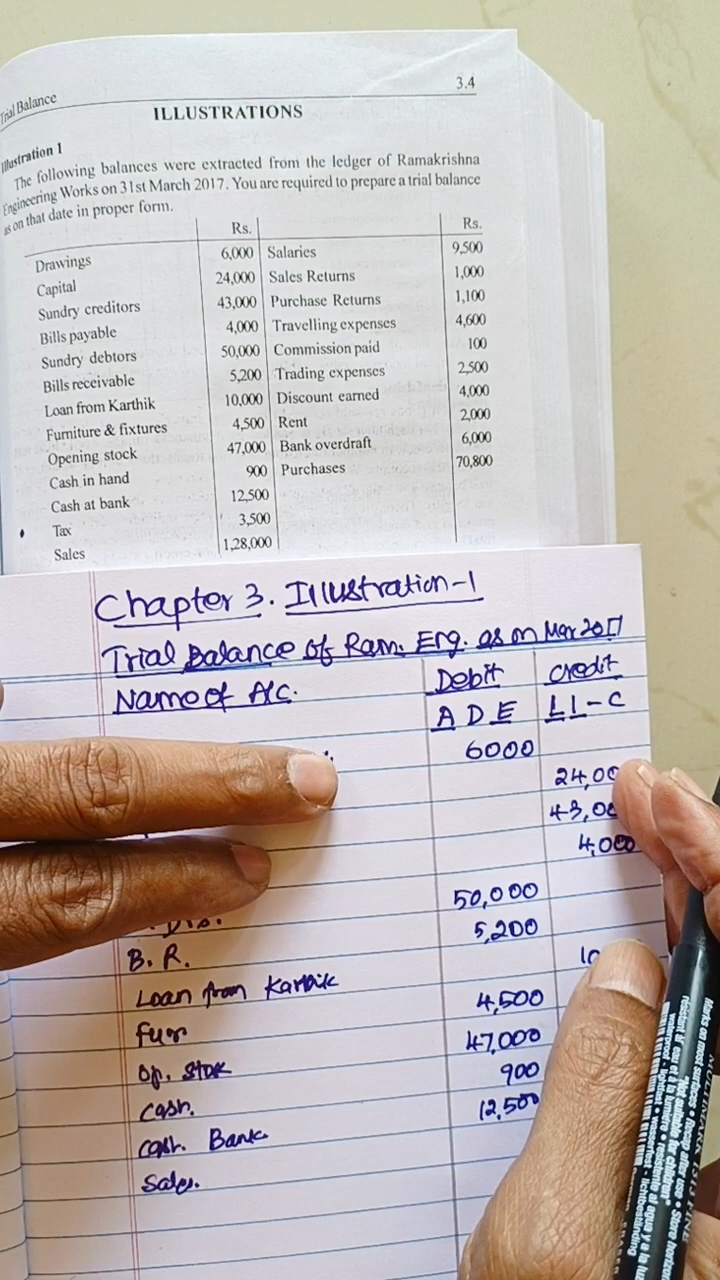 Trial Balance
3.4
ILLUSTRATIONS
Illustration 1
The following balances were extracted from the ledger of Ramakrishna
Engineering Works on 31st March 2017. You are required to prepare a trial balance
as on that date in proper form.
Rs. Rs.
Drawings 6,000 Salaries 9,500
Capital 24,000 Sales Returns 1,000
Sundry creditors 43,000 Purchase Returns 1,100
Bills payable 4,000 Travelling expenses 4,600
Sundry debtors 50,000 Commission paid 100
Bills receivable 5,200 Trading expenses 2,500
Loan from Karthik 10,000 Discount earned 4,000
Furniture & fixtures 4,500 Rent 2,000
Opening stock 47,000 Bank overdraft 6,000
Cash in hand 900 Purchases 70,800
Cash at bank 12,500
Tax 3,500
Sales 1,28,000
Chapter 3. Illustration-1
Trial Balance of Ram. Eng. as on Mar 2017
Name of A/c. Debit Credit
A D E L I - C
6000
24,00
43,00
4,000
50,000
B. R. 5,200
Loan from Karthik 10
Fur 4,500
Op. Stok 47,000
Cash. 900
Cash. Bank 12,500
Sales.